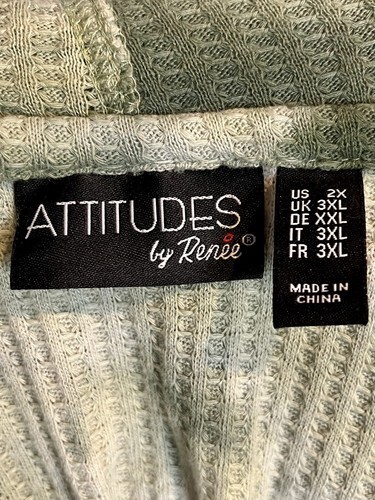 ATTITUDES
by Renée®
US 2X
UK 3XL
DE XXL
IT 3XL
FR 3XL
MADE IN
CHINA